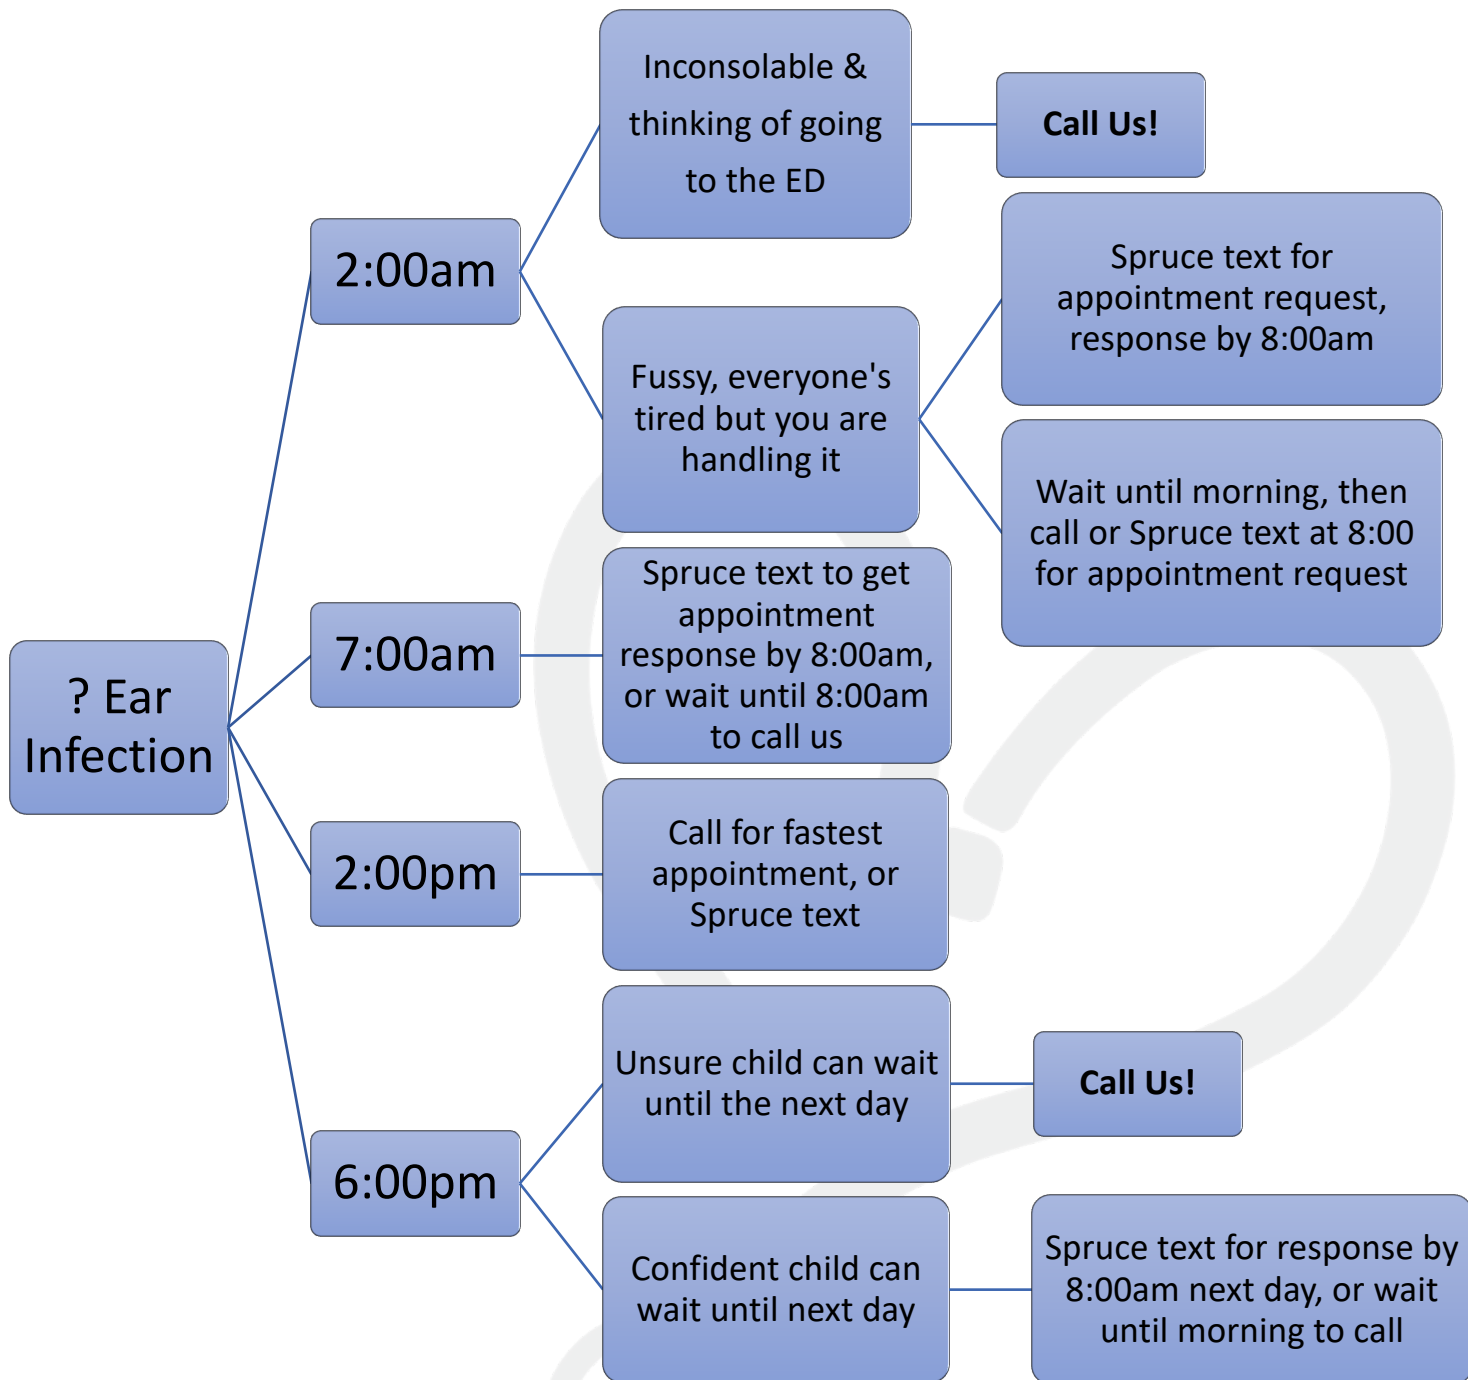 ? Ear
Infection
2:00am
Inconsolable &
thinking of going
to the ED
Call Us!
Fussy, everyone's
tired but you are
handling it
Spruce text for
appointment request,
response by 8:00am
Wait until morning, then
call or Spruce text at 8:00
for appointment request
7:00am
Spruce text to get
appointment
response by 8:00am,
or wait until 8:00am
to call us
2:00pm
Call for fastest
appointment, or
Spruce text
6:00pm
Unsure child can wait
until the next day
Call Us!
Confident child can
wait until next day
Spruce text for response by
8:00am next day, or wait
until morning to call